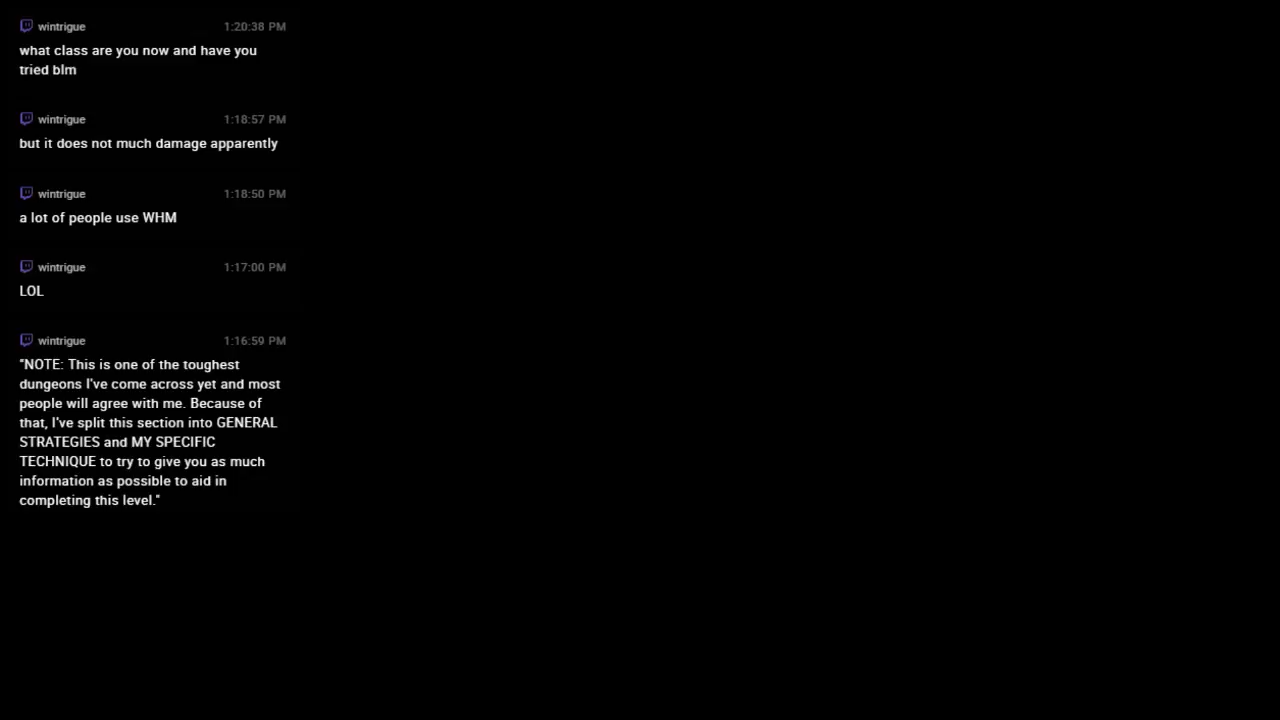 wintrigue 1:20:38 PM
what class are you now and have you
tried blm
wintrigue 1:18:57 PM
but it does not much damage apparently
wintrigue 1:18:50 PM
a lot of people use WHM
wintrigue 1:17:00 PM
LOL
wintrigue 1:16:59 PM
"NOTE: This is one of the toughest
dungeons I've come across yet and most
people will agree with me. Because of
that, I've split this section into GENERAL
STRATEGIES and MY SPECIFIC
TECHNIQUE to try to give you as much
information as possible to aid in
completing this level."